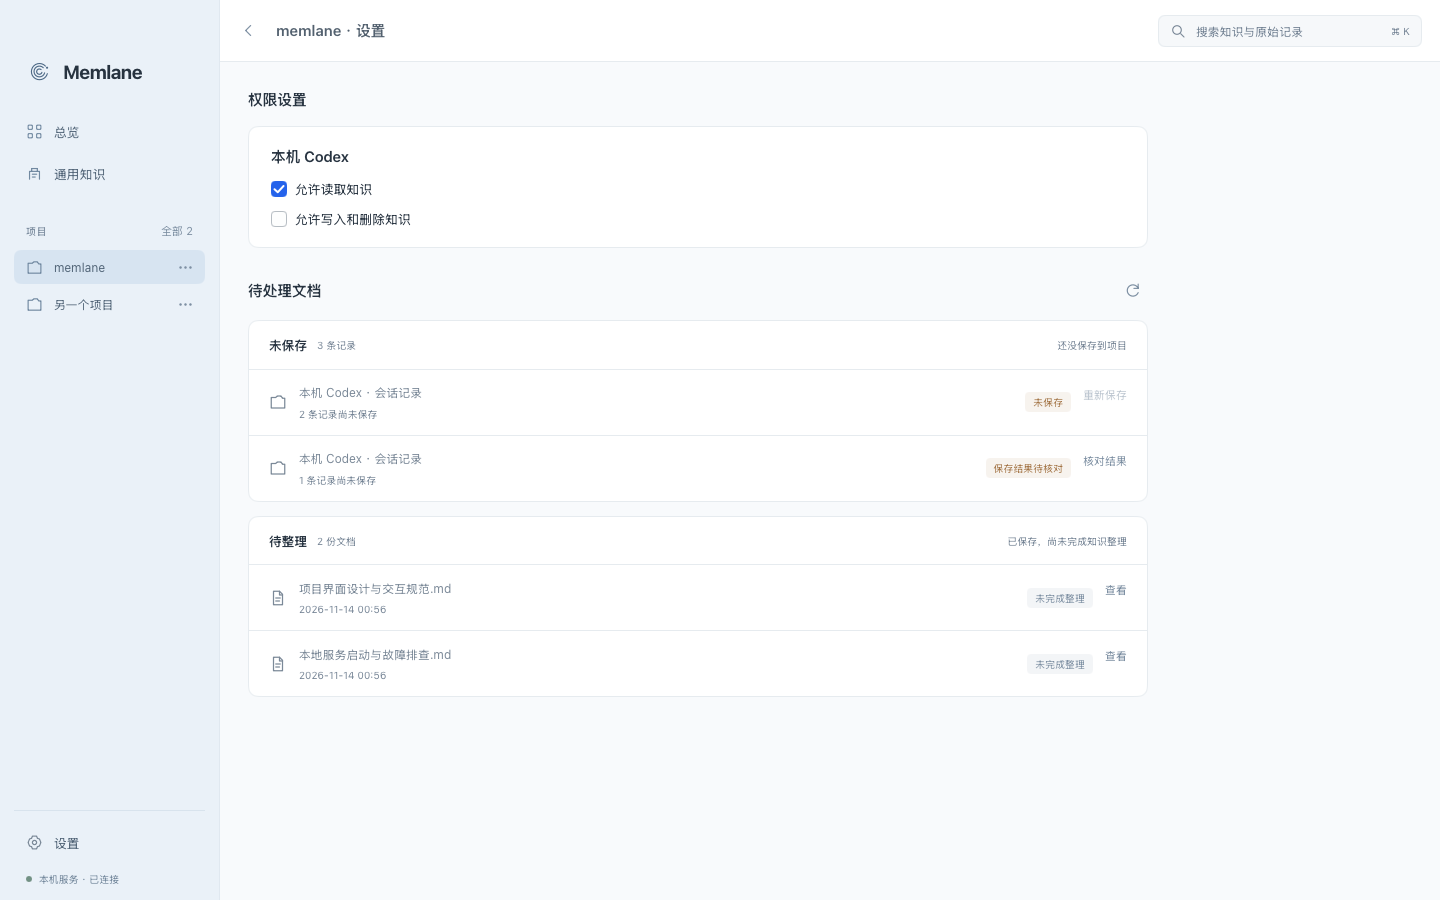 Memlane
总览
通用知识
项目 全部 2
memlane
另一个项目
设置
本机服务 · 已连接
memlane · 设置
搜索知识与原始记录 ⌘ K
权限设置
本机 Codex
允许读取知识
允许写入和删除知识
待处理文档
未保存 3 条记录 还没保存到项目
本机 Codex · 会话记录
2 条记录尚未保存
未保存 重新保存
本机 Codex · 会话记录
1 条记录尚未保存
保存结果待核对 核对结果
待整理 2 份文档 已保存，尚未完成知识整理
项目界面设计与交互规范.md
2026-11-14 00:56
未完成整理 查看
本地服务启动与故障排查.md
2026-11-14 00:56
未完成整理 查看